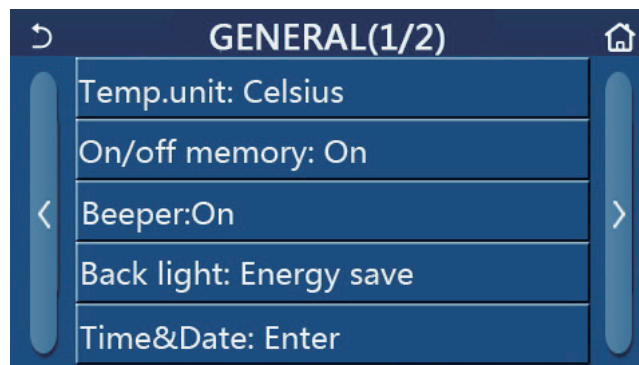 GENERAL(1/2)
Temp.unit: Celsius
On/off memory: On
Beeper:On
Back light: Energy save
Time&Date: Enter